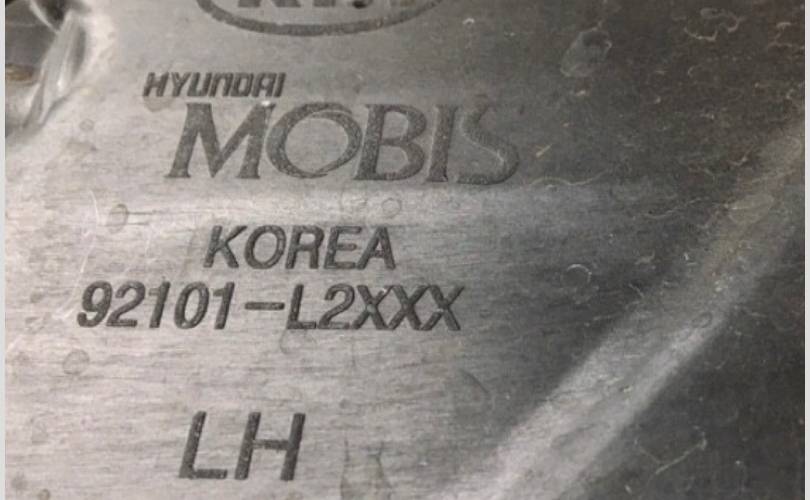 HYUNDAI
MOBIS
KOREA
92101-L2XXX
LH